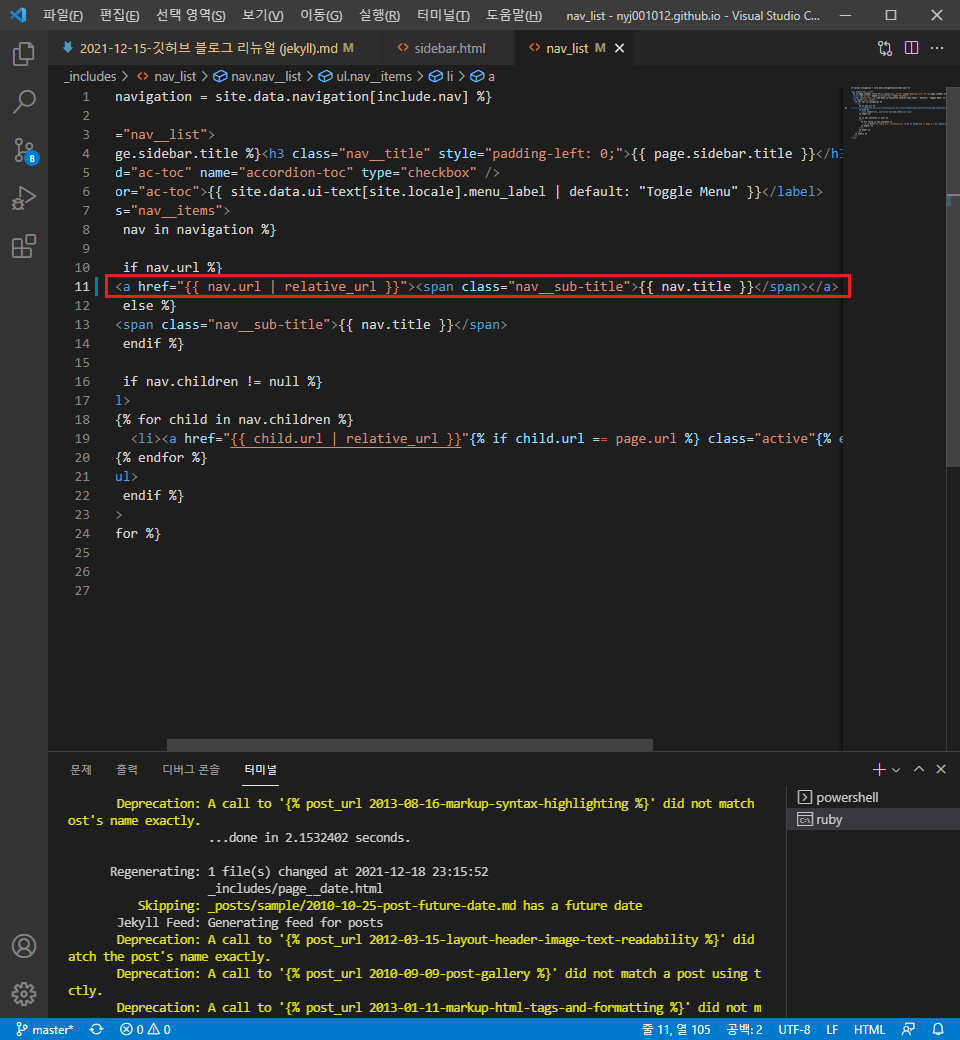 파일(F) 편집(E) 선택 영역(S) 보기(V) 이동(G) 실행(R) 터미널(T) 도움말(H) nav_list - nyj001012.github.io - Visual Studio C...
2021-12-15-깃허브 블로그 리뉴얼 (jekyll).md M <> sidebar.html <> nav_list M
_includes > <> nav_list > nav.nav__list > ul.nav__items > li > a
1 navigation = site.data.navigation[include.nav] %}
2
3 ="nav__list">
4 ge.sidebar.title %}<h3 class="nav__title" style="padding-left: 0;">{{ page.sidebar.title }}</h3
5 d="ac-toc" name="accordion-toc" type="checkbox" />
6 or="ac-toc">{{ site.data.ui-text[site.locale].menu_label | default: "Toggle Menu" }}</label>
7 s="nav__items">
8 nav in navigation %}
9
10 if nav.url %}
11 <a href="{{ nav.url | relative_url }}"><span class="nav__sub-title">{{ nav.title }}</span></a>
12 else %}
13 <span class="nav__sub-title">{{ nav.title }}</span>
14 endif %}
15
16 if nav.children != null %}
17 l>
18 {% for child in nav.children %}
19 <li><a href="{{ child.url | relative_url }}"{% if child.url == page.url %} class="active"{% e
20 {% endfor %}
21 ul>
22 endif %}
23 >
24 for %}
25
26
27
문제 출력 디버그 콘솔 터미널
powershell
ruby
Deprecation: A call to '{% post_url 2013-08-16-markup-syntax-highlighting %}' did not match
ost's name exactly.
...done in 2.1532402 seconds.
Regenerating: 1 file(s) changed at 2021-12-18 23:15:52
_includes/page__date.html
Skipping: _posts/sample/2010-10-25-post-future-date.md has a future date
Jekyll Feed: Generating feed for posts
Deprecation: A call to '{% post_url 2012-03-15-layout-header-image-text-readability %}' did
atch the post's name exactly.
Deprecation: A call to '{% post_url 2010-09-09-post-gallery %}' did not match a post using t
ctly.
Deprecation: A call to '{% post_url 2013-01-11-markup-html-tags-and-formatting %}' did not m
8
master* 0 0 줄 11, 열 105 공백: 2 UTF-8 LF HTML